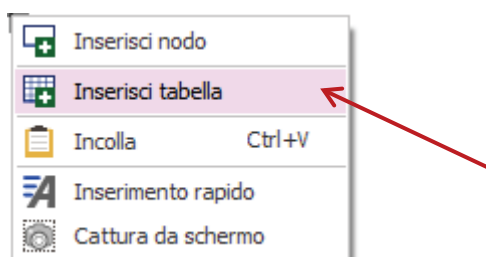 Inserisci nodo
Inserisci tabella
Incolla Ctrl+V
Inserimento rapido
Cattura da schermo